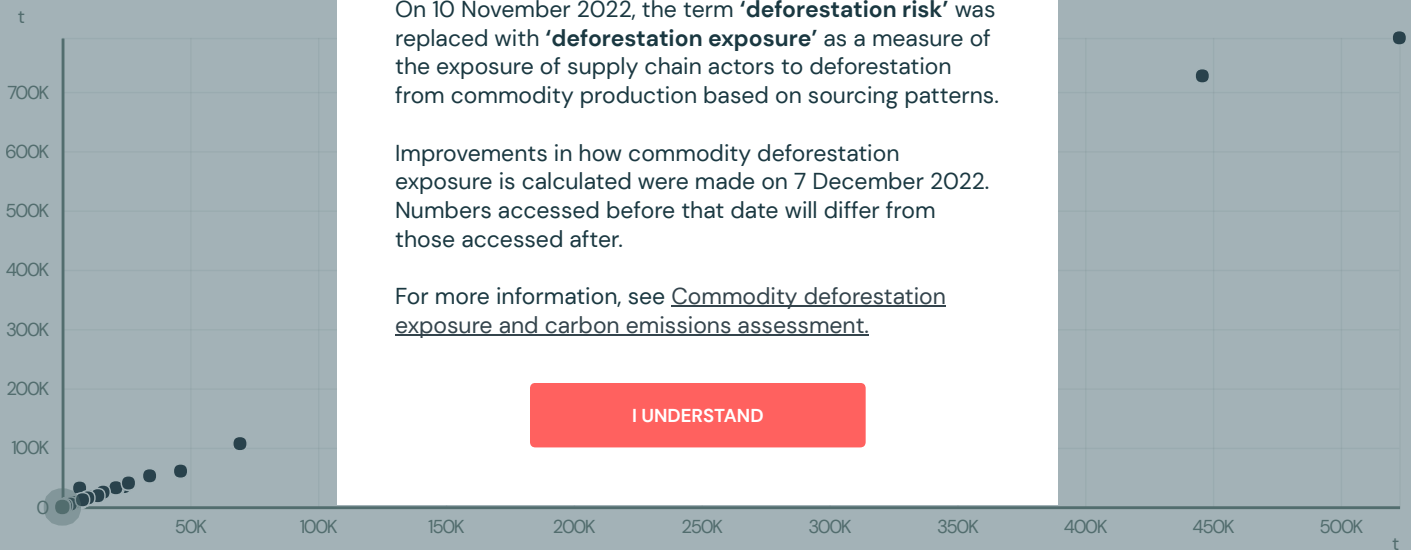 t
On 10 November 2022, the term ‘deforestation risk’ was
replaced with ‘deforestation exposure’ as a measure of
the exposure of supply chain actors to deforestation
from commodity production based on sourcing patterns.
Improvements in how commodity deforestation
exposure is calculated were made on 7 December 2022.
Numbers accessed before that date will differ from
those accessed after.
For more information, see Commodity deforestation
exposure and carbon emissions assessment.
I UNDERSTAND
700K
600K
500K
400K
300K
200K
100K
0
50K 100K 150K 200K 250K 300K 350K 400K 450K 500K
t